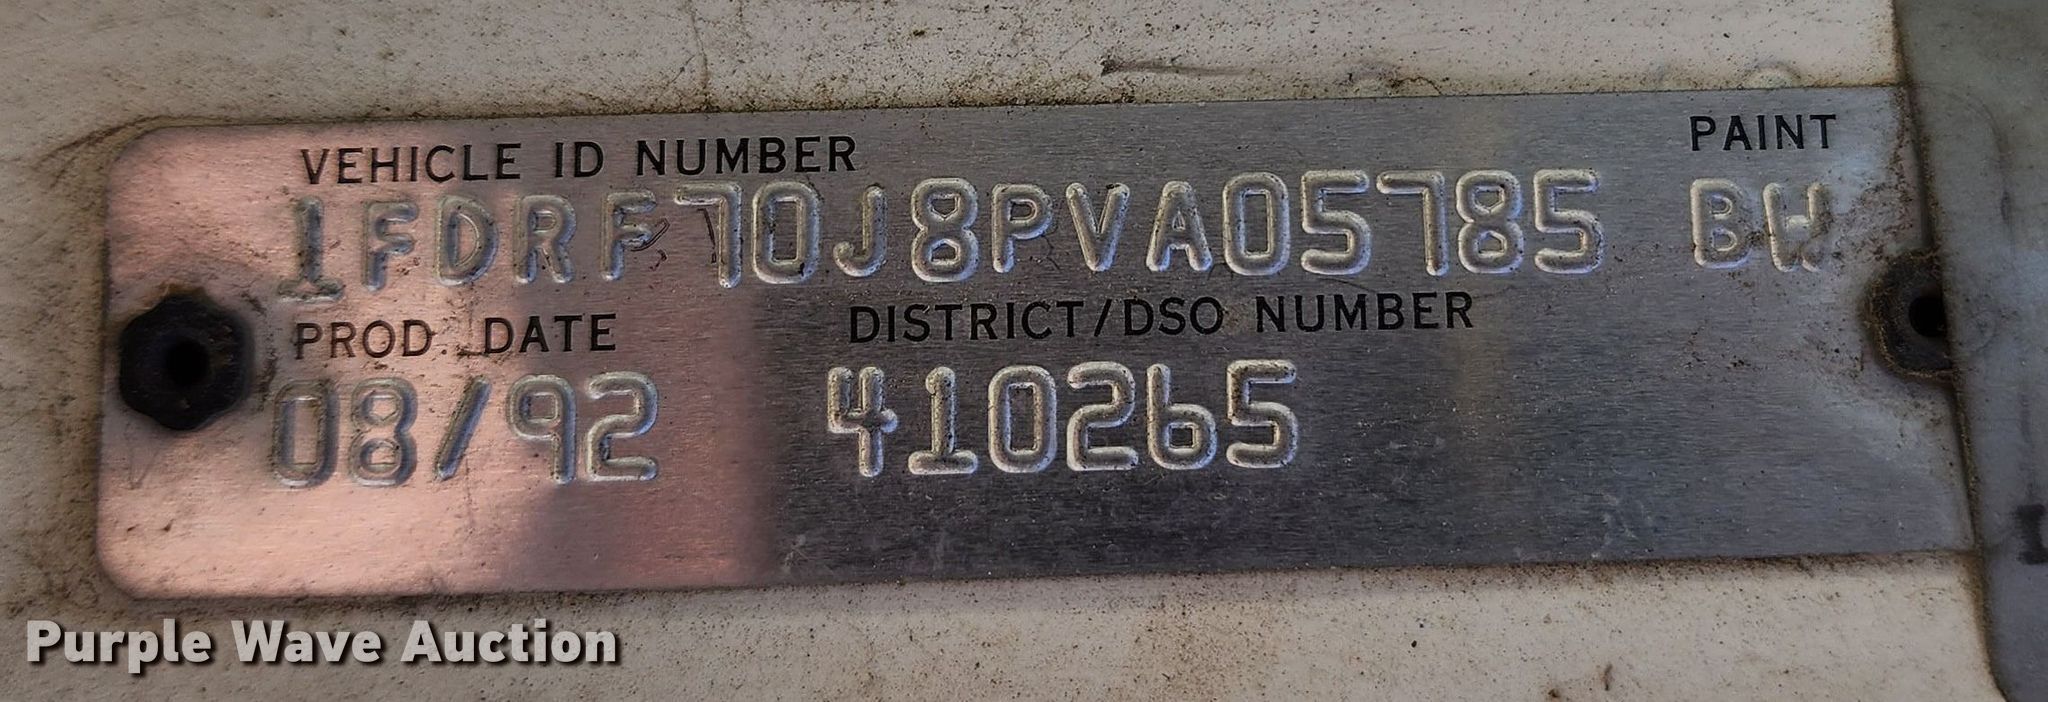 VEHICLE ID NUMBER PAINT
1FDRF70J8PVA05785 BW
PROD. DATE DISTRICT/DSO NUMBER
08/92 410265
Purple Wave Auction